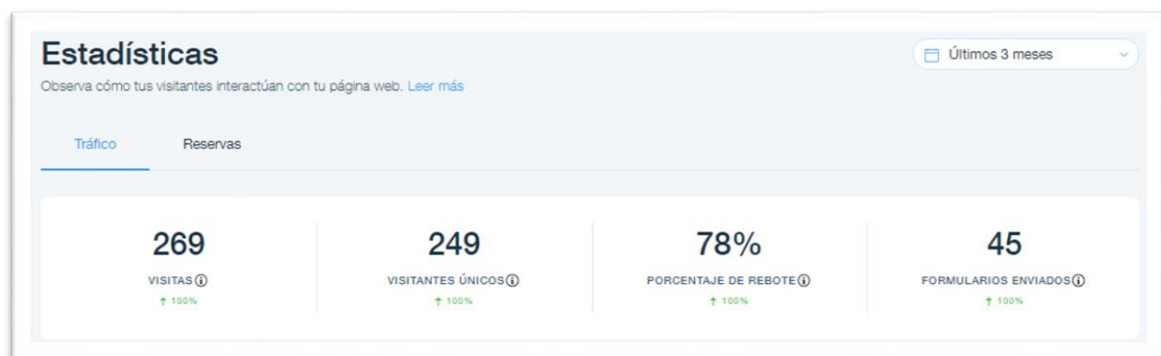 Estadísticas
Últimos 3 meses
Observa cómo tus visitantes interactúan con tu página web. Leer más
Tráfico Reservas
269 249 78% 45
VISITAS VISITANTES ÚNICOS PORCENTAJE DE REBOTE FORMULARIOS ENVIADOS
↑ 100% ↑ 100% ↑ 100% ↑ 100%